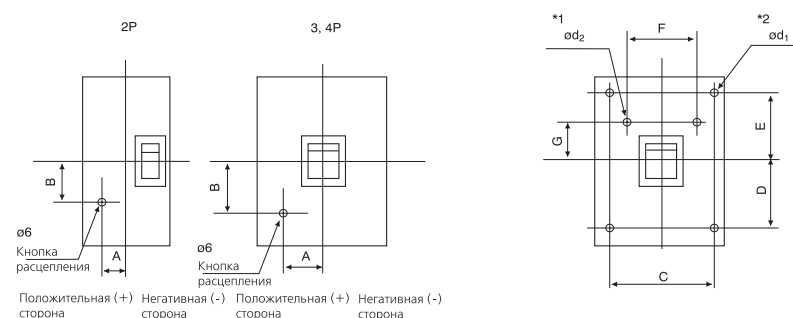 2P
3, 4P
*1
ød2
F
*2
ød1
G
E
D
C
B
ø6
Кнопка
расцепления
A
B
ø6
Кнопка
расцепления
A
Положительная (+)
сторона
Негативная (-)
сторона
Положительная (+)
сторона
Негативная (-)
сторона